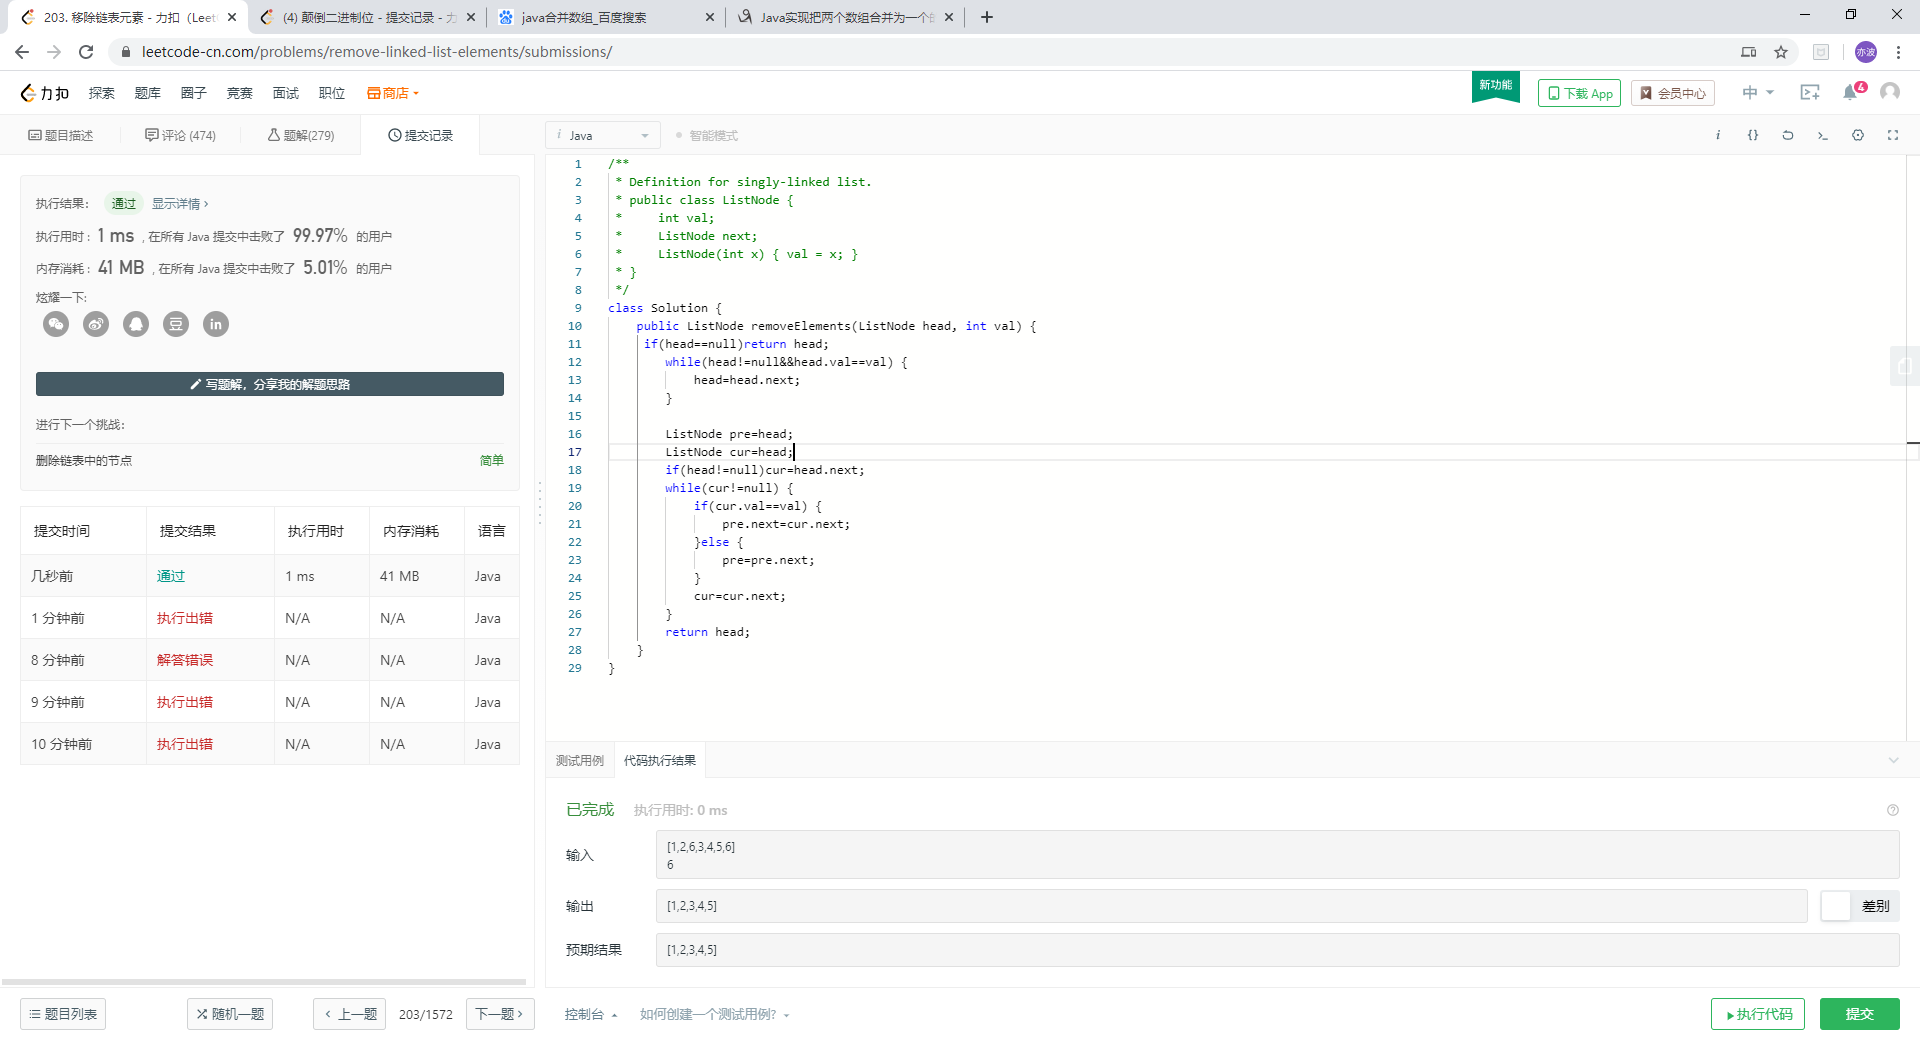 203. 移除链表元素 - 力扣 (Leet
(4) 颠倒二进制位 - 提交记录 - 力
java合并数组_百度搜索
Java实现把两个数组合并为一个的
leetcode-cn.com/problems/remove-linked-list-elements/submissions/
亦波
力扣 探索 题库 圈子 竞赛 面试 职位 商店 新功能 下载 App 会员中心 中 4
题目描述 评论 (474) 题解(279) 提交记录
i Java 智能模式
执行结果: 通过 显示详情 ›
执行用时 : 1 ms , 在所有 Java 提交中击败了 99.97% 的用户
内存消耗 : 41 MB , 在所有 Java 提交中击败了 5.01% 的用户
炫耀一下:
豆 in
写题解, 分享我的解题思路
进行下一个挑战:
删除链表中的节点 简单
提交时间 提交结果 执行用时 内存消耗 语言
几秒前 通过 1 ms 41 MB Java
1 分钟前 执行出错 N/A N/A Java
8 分钟前 解答错误 N/A N/A Java
9 分钟前 执行出错 N/A N/A Java
10 分钟前 执行出错 N/A N/A Java
1 /**
2 * Definition for singly-linked list.
3 * public class ListNode {
4 *     int val;
5 *     ListNode next;
6 *     ListNode(int x) { val = x; }
7 * }
8 */
9 class Solution {
10 public ListNode removeElements(ListNode head, int val) {
11 if(head==null)return head;
12 while(head!=null&&head.val==val) {
13 head=head.next;
14 }
15
16 ListNode pre=head;
17 ListNode cur=head;
18 if(head!=null)cur=head.next;
19 while(cur!=null) {
20 if(cur.val==val) {
21 pre.next=cur.next;
22 }else {
23 pre=pre.next;
24 }
25 cur=cur.next;
26 }
27 return head;
28 }
29 }
测试用例 代码执行结果
已完成 执行用时: 0 ms
输入 [1,2,6,3,4,5,6]
6
输出 [1,2,3,4,5] 差别
预期结果 [1,2,3,4,5]
题目列表 随机一题 ‹ 上一题 203/1572 下一题 › 控制台 如何创建一个测试用例? 执行代码 提交